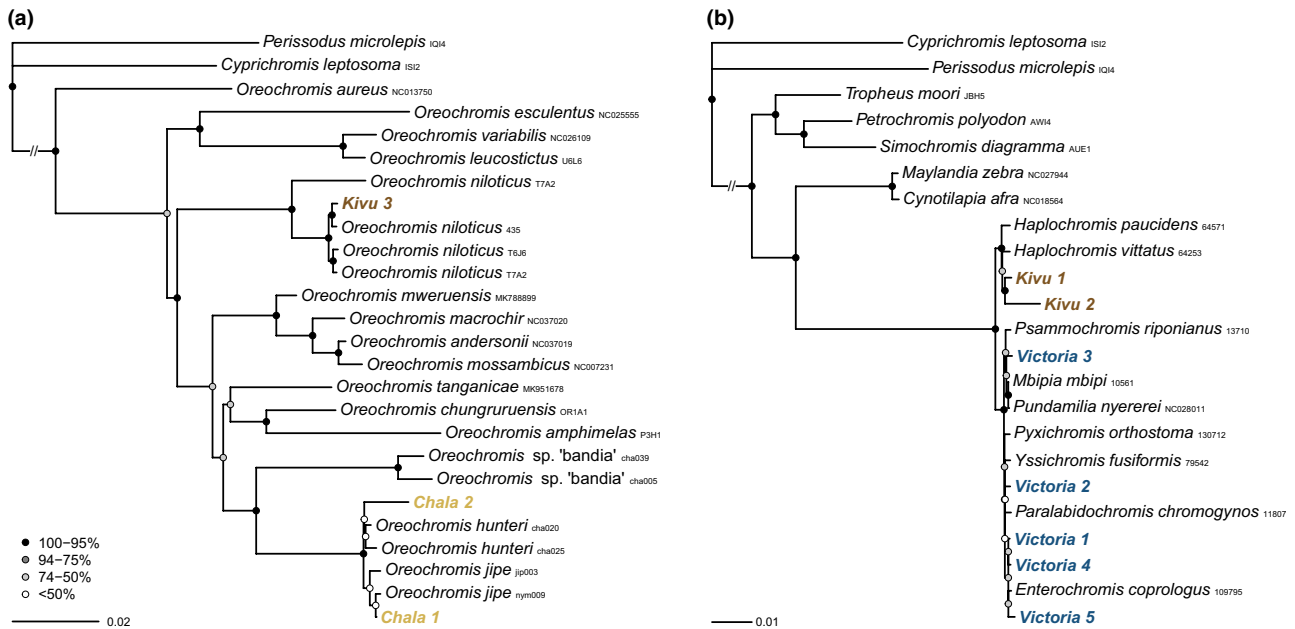 (a)
Perissodus microlepis IQI4
Cyprichromis leptosoma ISI2
Oreochromis aureus NC013750
Oreochromis esculentus NC025555
Oreochromis variabilis NC026109
Oreochromis leucostictus U6L6
Oreochromis niloticus T7A2
Kivu 3
Oreochromis niloticus 435
Oreochromis niloticus T6J6
Oreochromis niloticus T7A2
Oreochromis mweruensis MK788899
Oreochromis macrochir NC037020
Oreochromis andersonii NC037019
Oreochromis mossambicus NC007231
Oreochromis tanganicae MK951678
Oreochromis chungruruensis OR1A1
Oreochromis amphimelas P3H1
Oreochromis sp. 'bandia' cha039
Oreochromis sp. 'bandia' cha005
Chala 2
Oreochromis hunteri cha020
Oreochromis hunteri cha025
Oreochromis jipe jip003
Oreochromis jipe nym009
Chala 1
100–95%
94–75%
74–50%
<50%
0.02
(b)
Cyprichromis leptosoma ISI2
Perissodus microlepis IQI4
Tropheus moori JBH5
Petrochromis polyodon AWI4
Simochromis diagramma AUE1
Maylandia zebra NC027944
Cynotilapia afra NC018564
Haplochromis paucidens 64571
Haplochromis vittatus 64253
Kivu 1
Kivu 2
Psammochromis riponianus 13710
Victoria 3
Mbipia mbipi 10561
Pundamilia nyererei NC028011
Pyxichromis orthostoma 130712
Yssichromis fusiformis 79542
Victoria 2
Paralabidochromis chromogynos 11807
Victoria 1
Victoria 4
Enterochromis coprologus 109795
Victoria 5
0.01